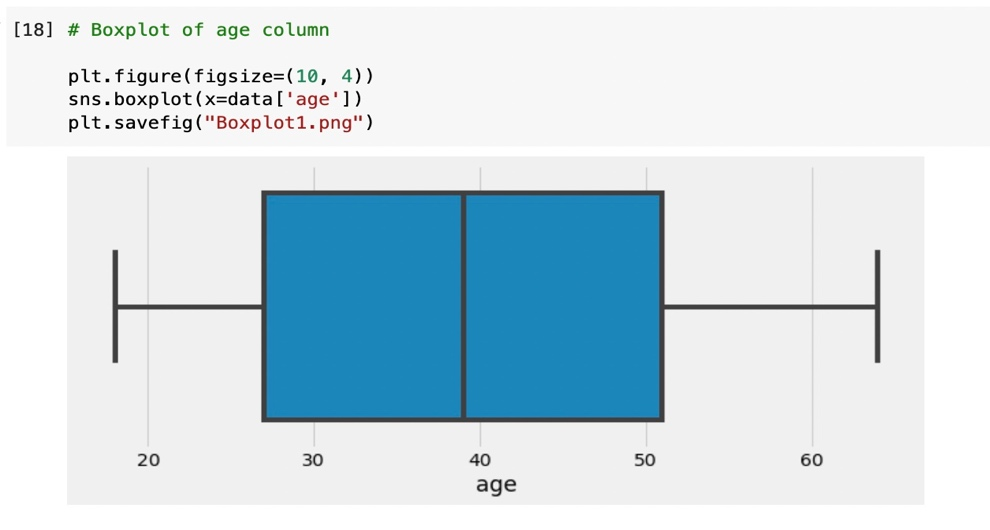 [18] # Boxplot of age column
plt.figure(figsize=(10, 4))
sns.boxplot(x=data['age'])
plt.savefig("Boxplot1.png")
20 30 40 50 60
age